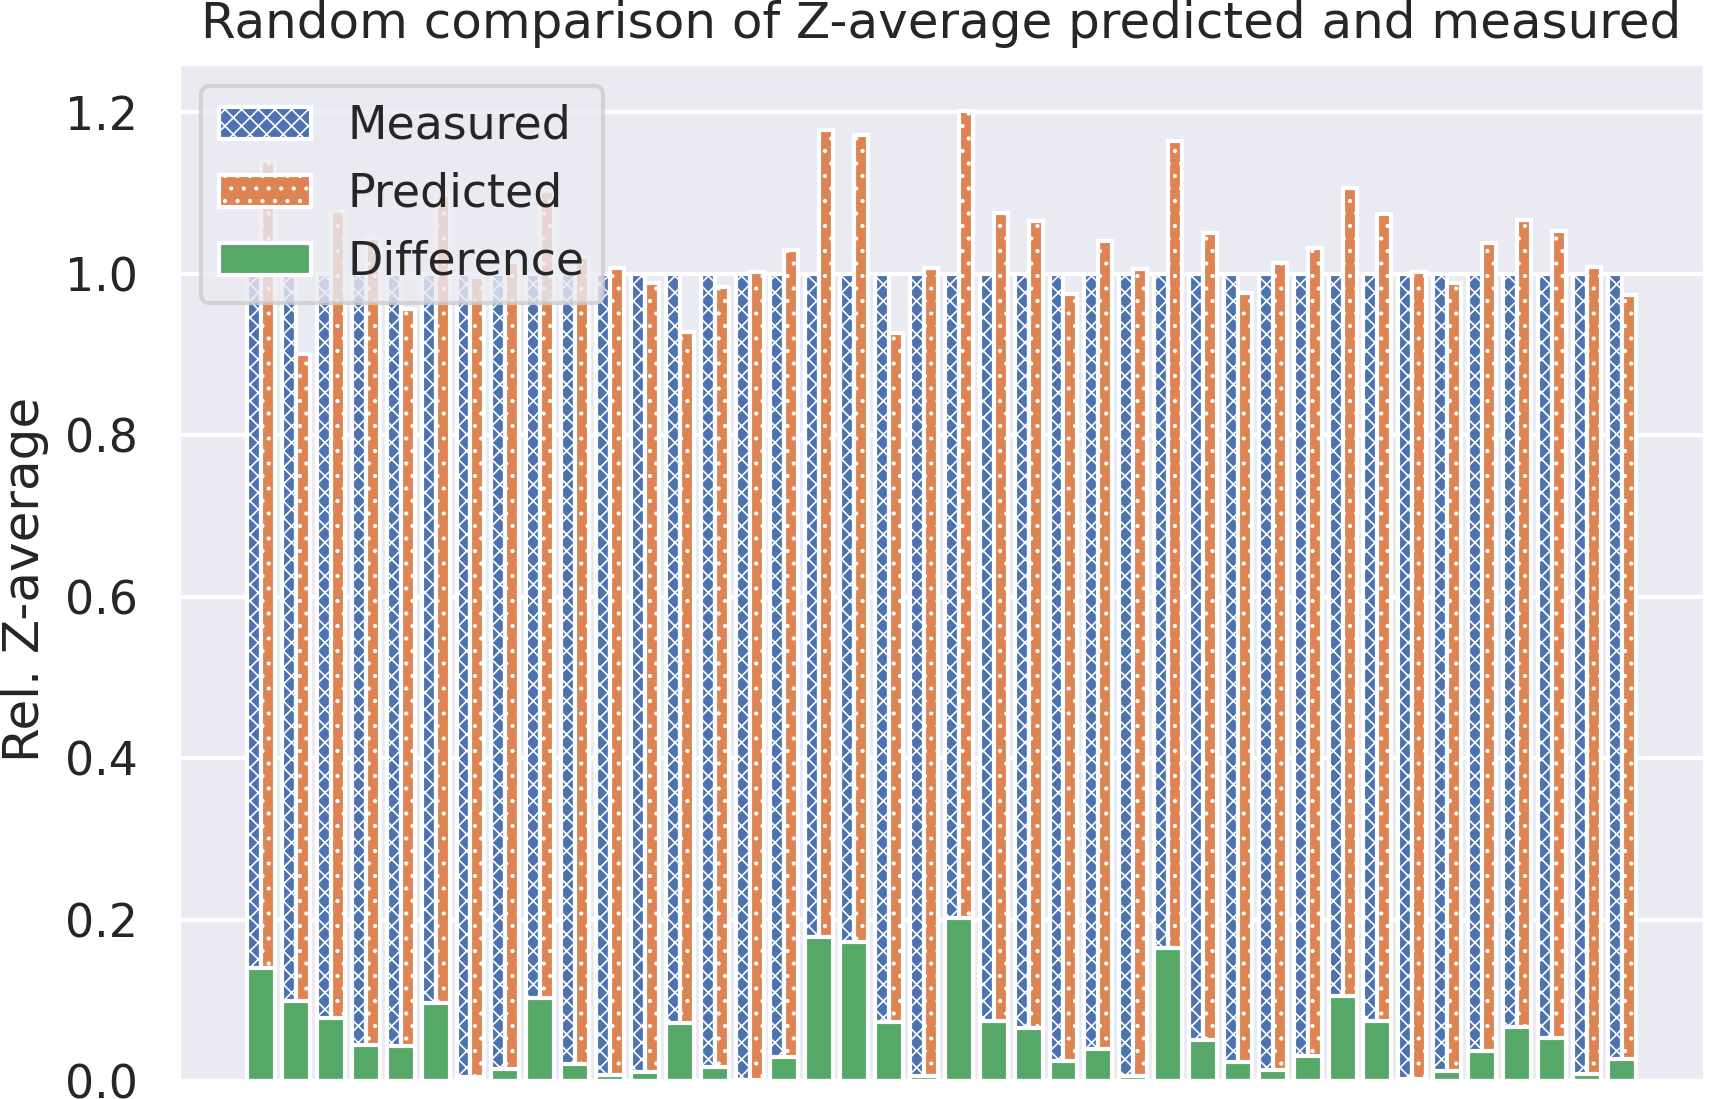 Random comparison of Z-average predicted and measured
Measured
Predicted
Difference
Rel. Z-average
1.2
1.0
0.8
0.6
0.4
0.2
0.0